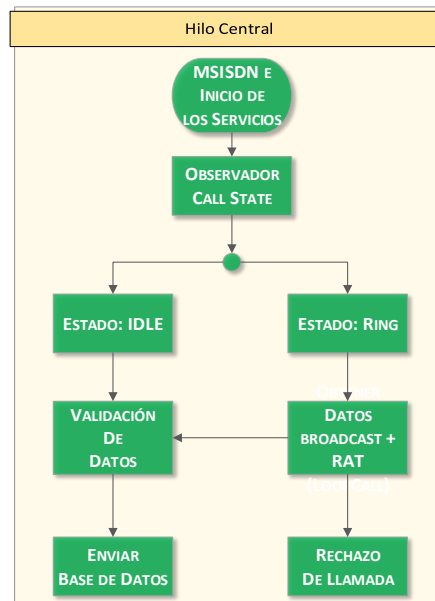 Hilo Central
MSISDN E
INICIO DE
LOS SERVICIOS
OBSERVADOR
CALL STATE
ESTADO: IDLE
ESTADO: RING
VALIDACIÓN
DE
DATOS
DATOS
BROADCAST +
RAT
ENVIAR
BASE DE DATOS
RECHAZO
DE LLAMADA